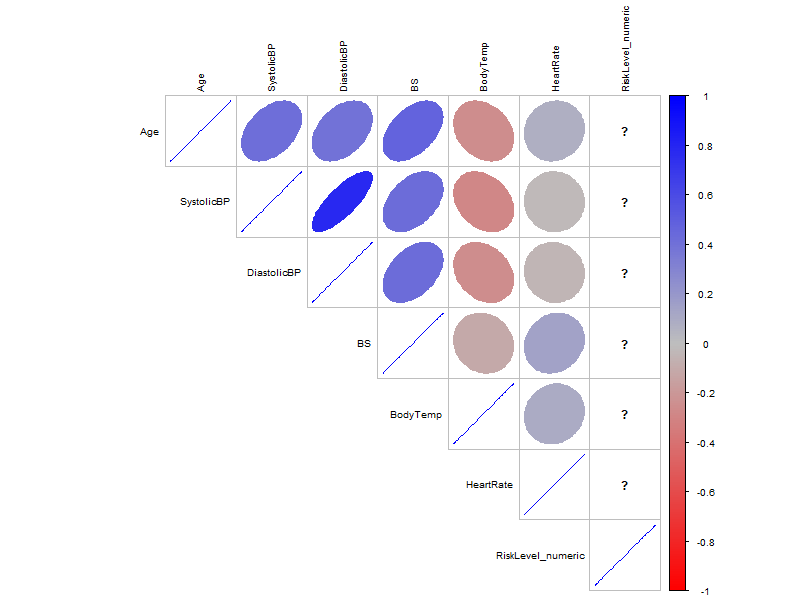 Age
SystolicBP
DiastolicBP
BS
BodyTemp
HeartRate
RiskLevel_numeric
Age ?
SystolicBP ?
DiastolicBP ?
BS ?
BodyTemp ?
HeartRate ?
RiskLevel_numeric
1
0.8
0.6
0.4
0.2
0
-0.2
-0.4
-0.6
-0.8
-1